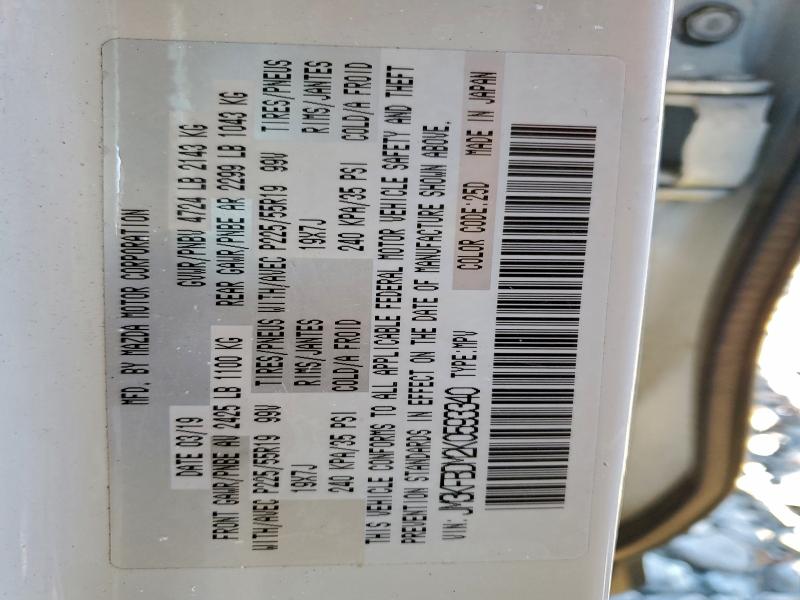 MFD. BY MAZDA MOTOR CORPORATION
DATE 03/19 GVWR/PNBV 4724 LB 2143 KG
FRONT GAWR/PNBE AV 2425 LB 1100 KG REAR GAWR/PNBE AR 2299 LB 1043 KG
WITH/AVEC P225/55R19 99V TIRES/PNEUS WITH/AVEC P225/55R19 99V TIRES/PNEUS
19X7J RIMS/JANTES 19X7J RIMS/JANTES
240 KPA/35 PSI COLD/A FROID 240 KPA/35 PSI COLD/A FROID
THIS VEHICLE CONFORMS TO ALL APPLICABLE FEDERAL MOTOR VEHICLE SAFETY AND THEFT
PREVENTION STANDARDS IN EFFECT ON THE DATE OF MANUFACTURE SHOWN ABOVE.
VIN: JM3KFBDY2K0593340 TYPE:MPV COLOR CODE:25D MADE IN JAPAN